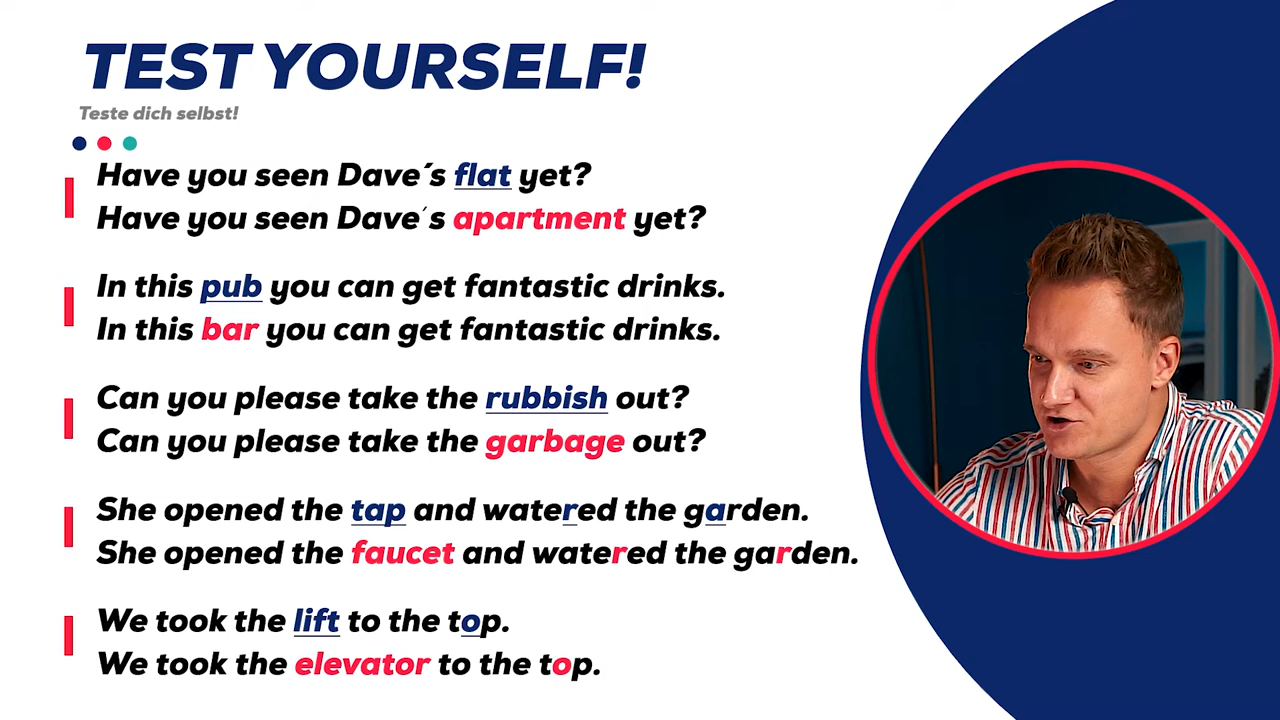 TEST YOURSELF!
Teste dich selbst!
Have you seen Dave´s flat yet?
Have you seen Dave´s apartment yet?
In this pub you can get fantastic drinks.
In this bar you can get fantastic drinks.
Can you please take the rubbish out?
Can you please take the garbage out?
She opened the tap and watered the garden.
She opened the faucet and watered the garden.
We took the lift to the top.
We took the elevator to the top.